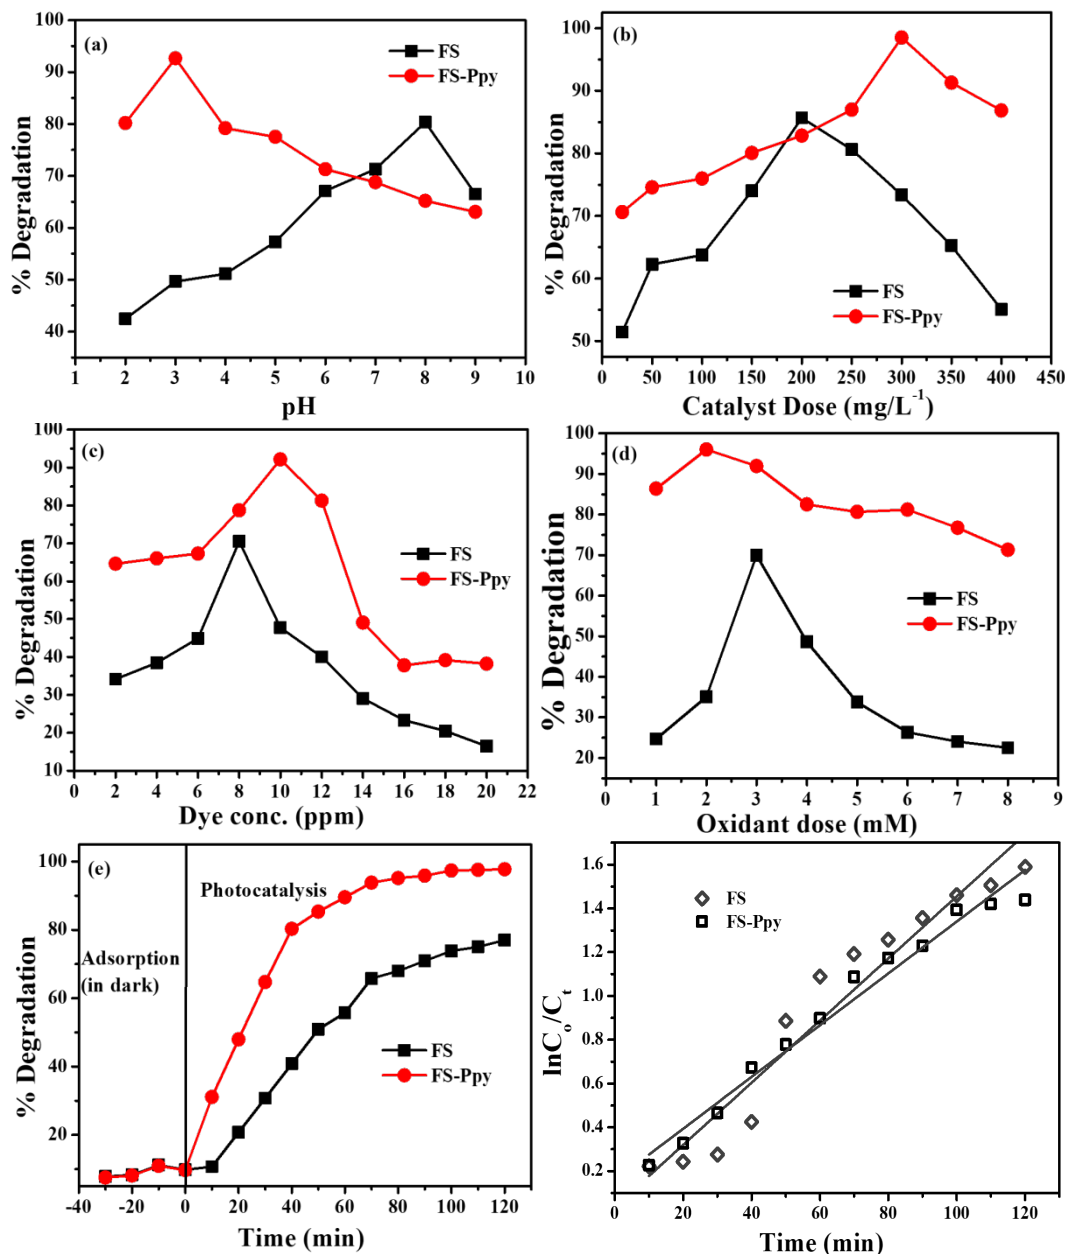 100
90
80
70
60
50
40
(a)
FS
FS-Ppy
% Degradation
1 2 3 4 5 6 7 8 9 10
pH
100
90
80
70
60
50
(b)
FS
FS-Ppy
% Degradation
0 50 100 150 200 250 300 350 400 450
Catalyst Dose (mg/L⁻¹)
100
90
80
70
60
50
40
30
20
10
(c)
FS
FS-Ppy
% Degradation
0 2 4 6 8 10 12 14 16 18 20 22
Dye conc. (ppm)
100
90
80
70
60
50
40
30
20
(d)
FS
FS-Ppy
% Degradation
0 1 2 3 4 5 6 7 8 9
Oxidant dose (mM)
100
80
60
40
20
(e)
Photocatalysis
Adsorption
(in dark)
FS
FS-Ppy
% Degradation
-40 -20 0 20 40 60 80 100 120
Time (min)
1.6
1.4
1.2
1.0
0.8
0.6
0.4
0.2
FS
FS-Ppy
lnCₒ/Cₜ
0 20 40 60 80 100 120
Time (min)